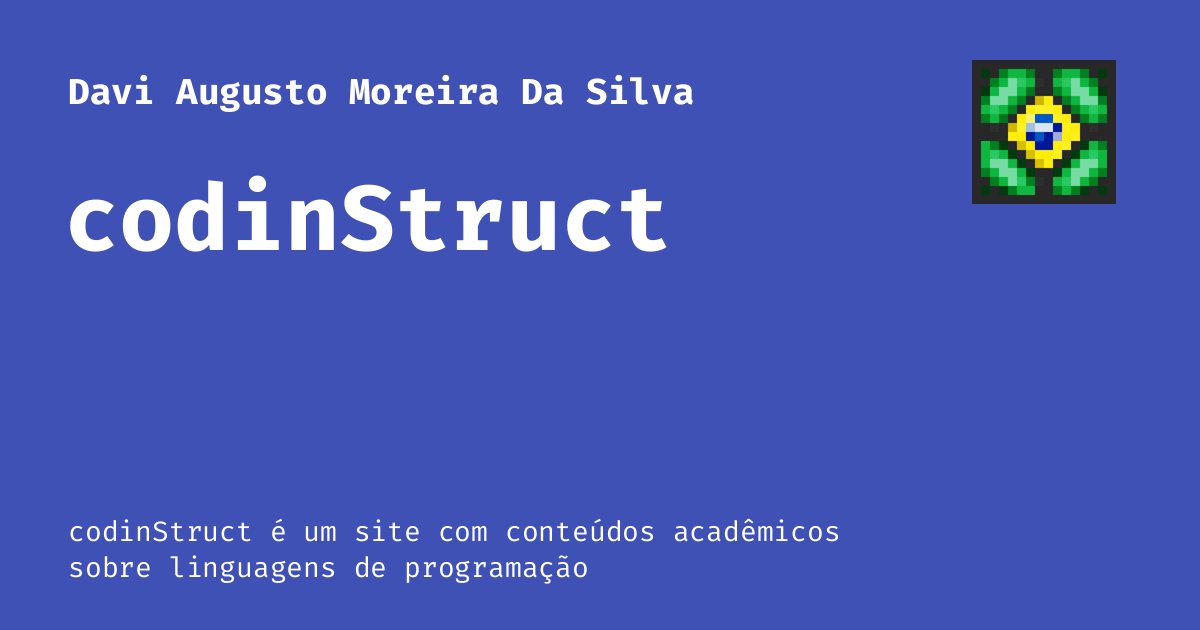 Davi Augusto Moreira Da Silva
codinStruct
codinStruct é um site com conteúdos acadêmicos
sobre linguagens de programação